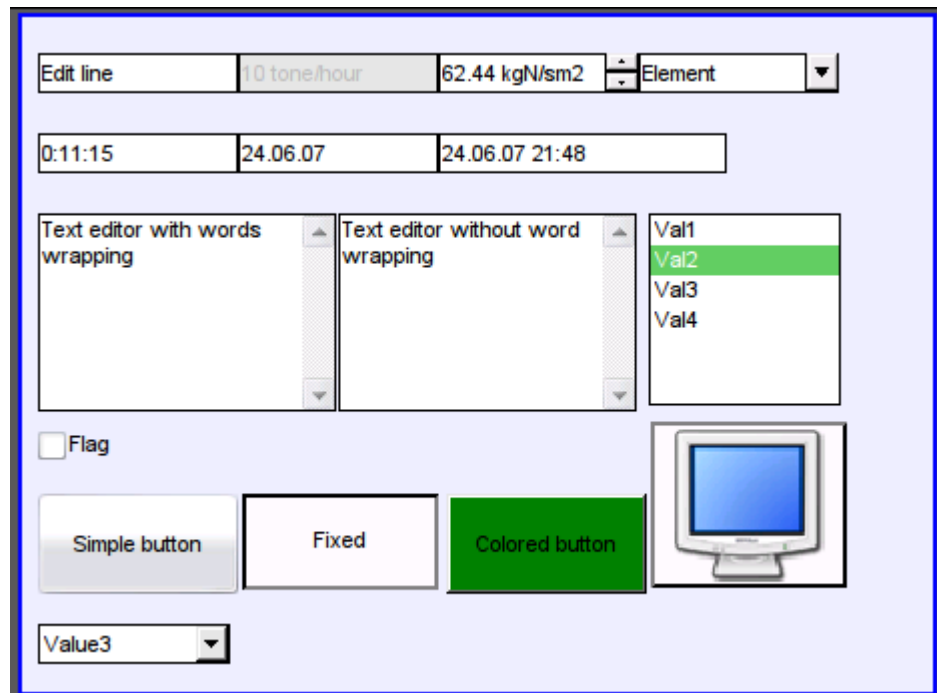 Edit line 10 tone/hour 62.44 kgN/sm2 Element
0:11:15 24.06.07 24.06.07 21:48
Text editor with words
wrapping
Text editor without word
wrapping
Val1
Val2
Val3
Val4
Flag
Simple button Fixed Colored button
Value3